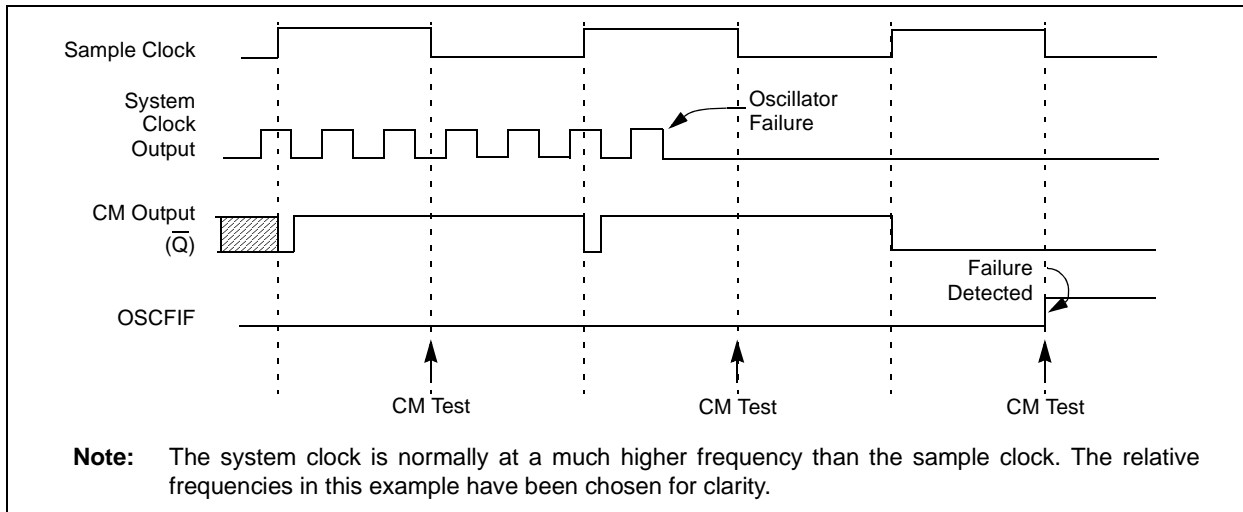 Sample Clock
System
Clock
Output
Oscillator
Failure
CM Output
(Q̅)
Failure
Detected
OSCFIF
CM Test
CM Test
CM Test
Note: The system clock is normally at a much higher frequency than the sample clock. The relative
frequencies in this example have been chosen for clarity.